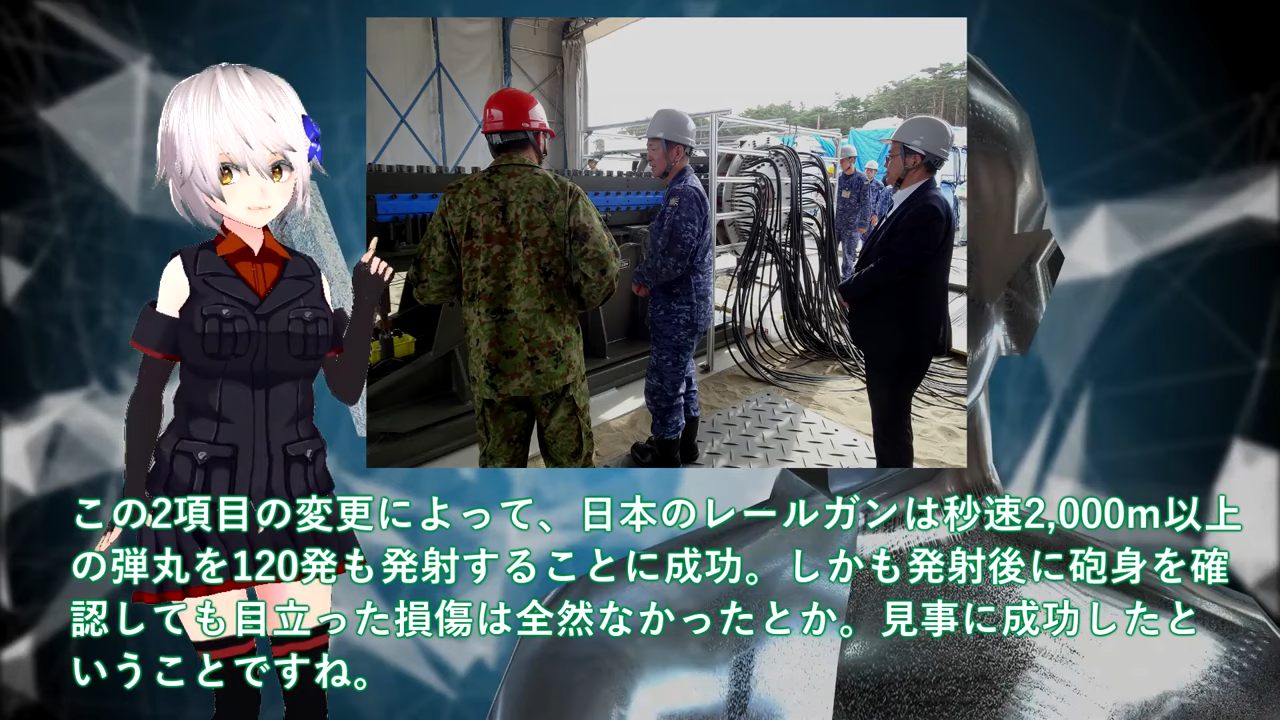 この2項目の変更によって、日本のレールガンは秒速2,000m以上
の弾丸を120発も発射することに成功。しかも発射後に砲身を確
認しても目立った損傷は全然なかったとか。見事に成功したと
いうことですね。